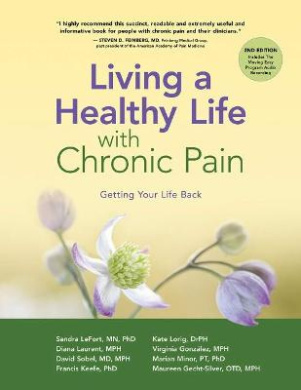 "I highly recommend this succinct, readable and extremely useful and
informative book for people with chronic pain and their clinicians."
— STEVEN D. FEINBERG, MD, Feinberg Medical Group,
past president of the American Academy of Pain Medicine
2ND EDITION
Includes The
Moving Easy
Program Audio
Streaming
Living a
Healthy Life
with
Chronic Pain
Getting Your Life Back
Sandra LeFort, MN, PhD
Diana Laurent, MPH
David Sobel, MD, MPH
Francis Keefe, PhD
Kate Lorig, DrPH
Virginia González, MPH
Marian Minor, PT, PhD
Maureen Gecht-Silver, OTD, MPH